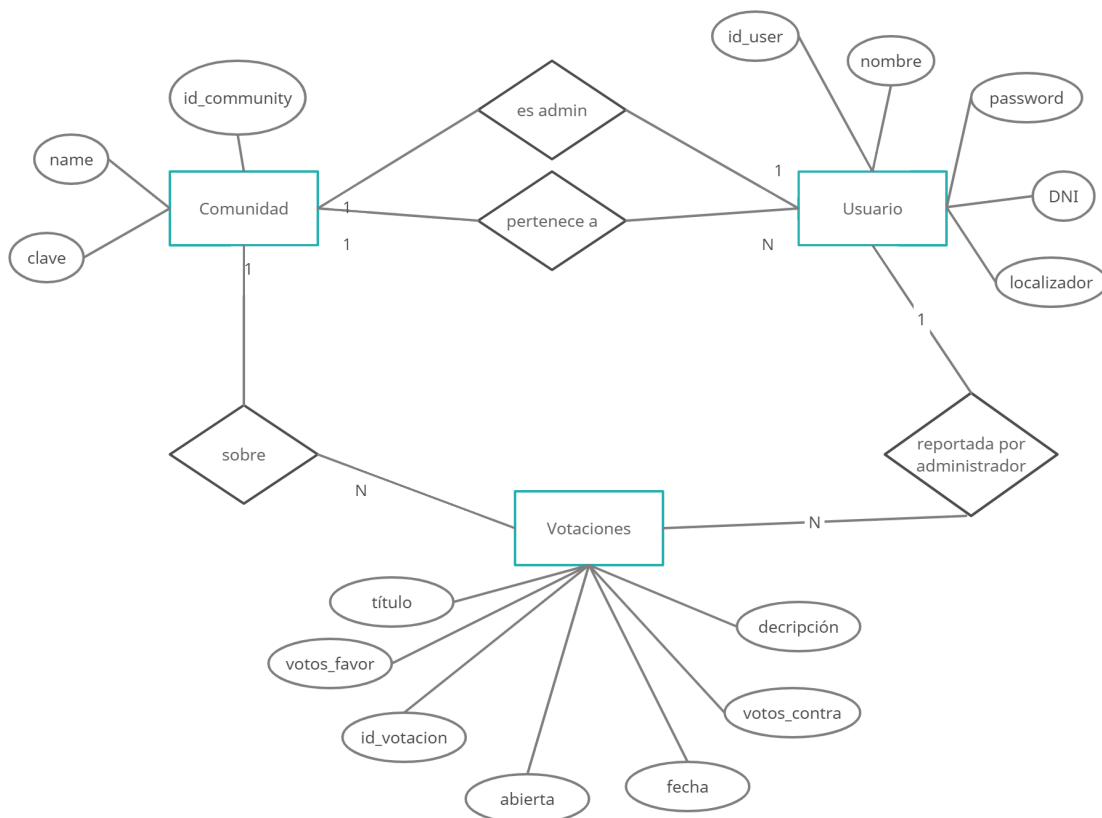 id_user
nombre
id_community
es admin
password
name
1
DNI
Comunidad
1
pertenece a
Usuario
1
N
clave
1
localizador
1
sobre
reportada por
administrador
N
Votaciones
N
título
decripción
votos_favor
votos_contra
id_votacion
fecha
abierta